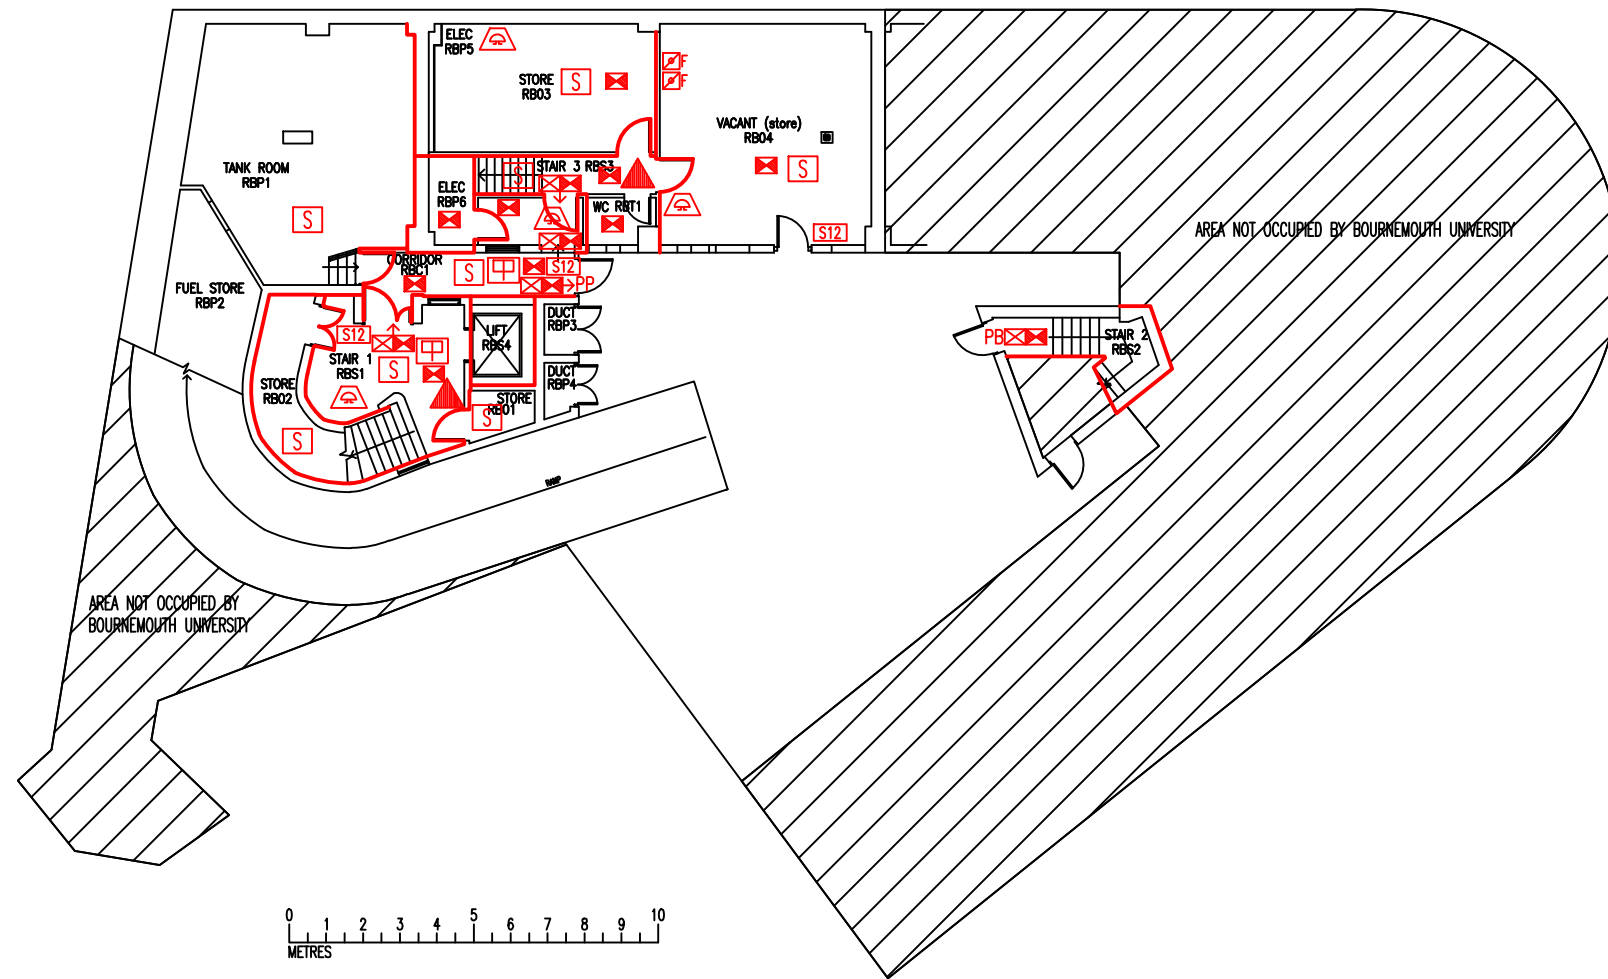 ELEC
RBP5
F
F
STORE
RB03
S
VACANT (store)
RB04
S
TANK ROOM
RBP1
S
STAIR 3 RBS3
S
ELEC
RBP6
WC RBT1
S12
AREA NOT OCCUPIED BY BOURNEMOUTH UNIVERSITY
CORRIDOR
RBC1
S
S12
PP
FUEL STORE
RBP2
DUCT
RBP3
LIFT
RBS4
S12
STAIR 1
RBS1
S
PB
STAIR 2
RBS2
STORE
RB02
DUCT
RBP4
STORE
RB01
S
S
RAMP
AREA NOT OCCUPIED BY
BOURNEMOUTH UNIVERSITY
0 1 2 3 4 5 6 7 8 9 10
METRES